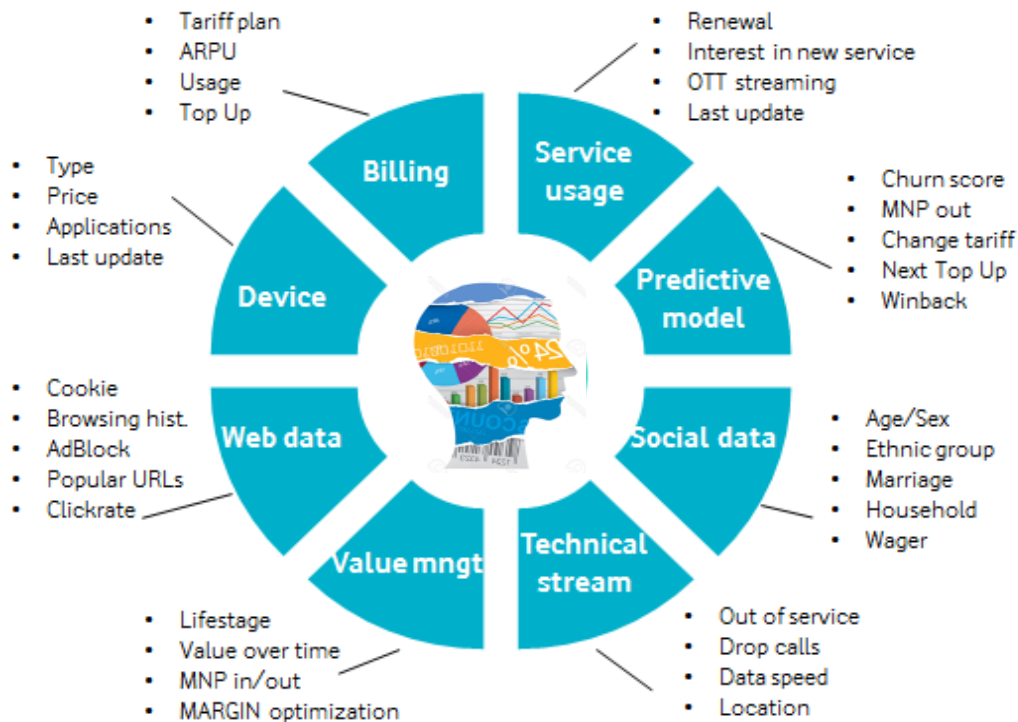 • Tariff plan
• ARPU
• Usage
• Top Up
• Renewal
• Interest in new service
• OTT streaming
• Last update
Billing
Service
usage
• Type
• Price
• Applications
• Last update
• Churn score
• MNP out
• Change tariff
• Next Top Up
• Winback
Device
Predictive
model
24%
• Cookie
• Browsing hist.
• AdBlock
• Popular URLs
• Clickrate
Web data
Social data
• Age/Sex
• Ethnic group
• Marriage
• Household
• Wager
Value mngt
Technical
stream
• Lifestage
• Value over time
• MNP in/out
• MARGIN optimization
• Out of service
• Drop calls
• Data speed
• Location